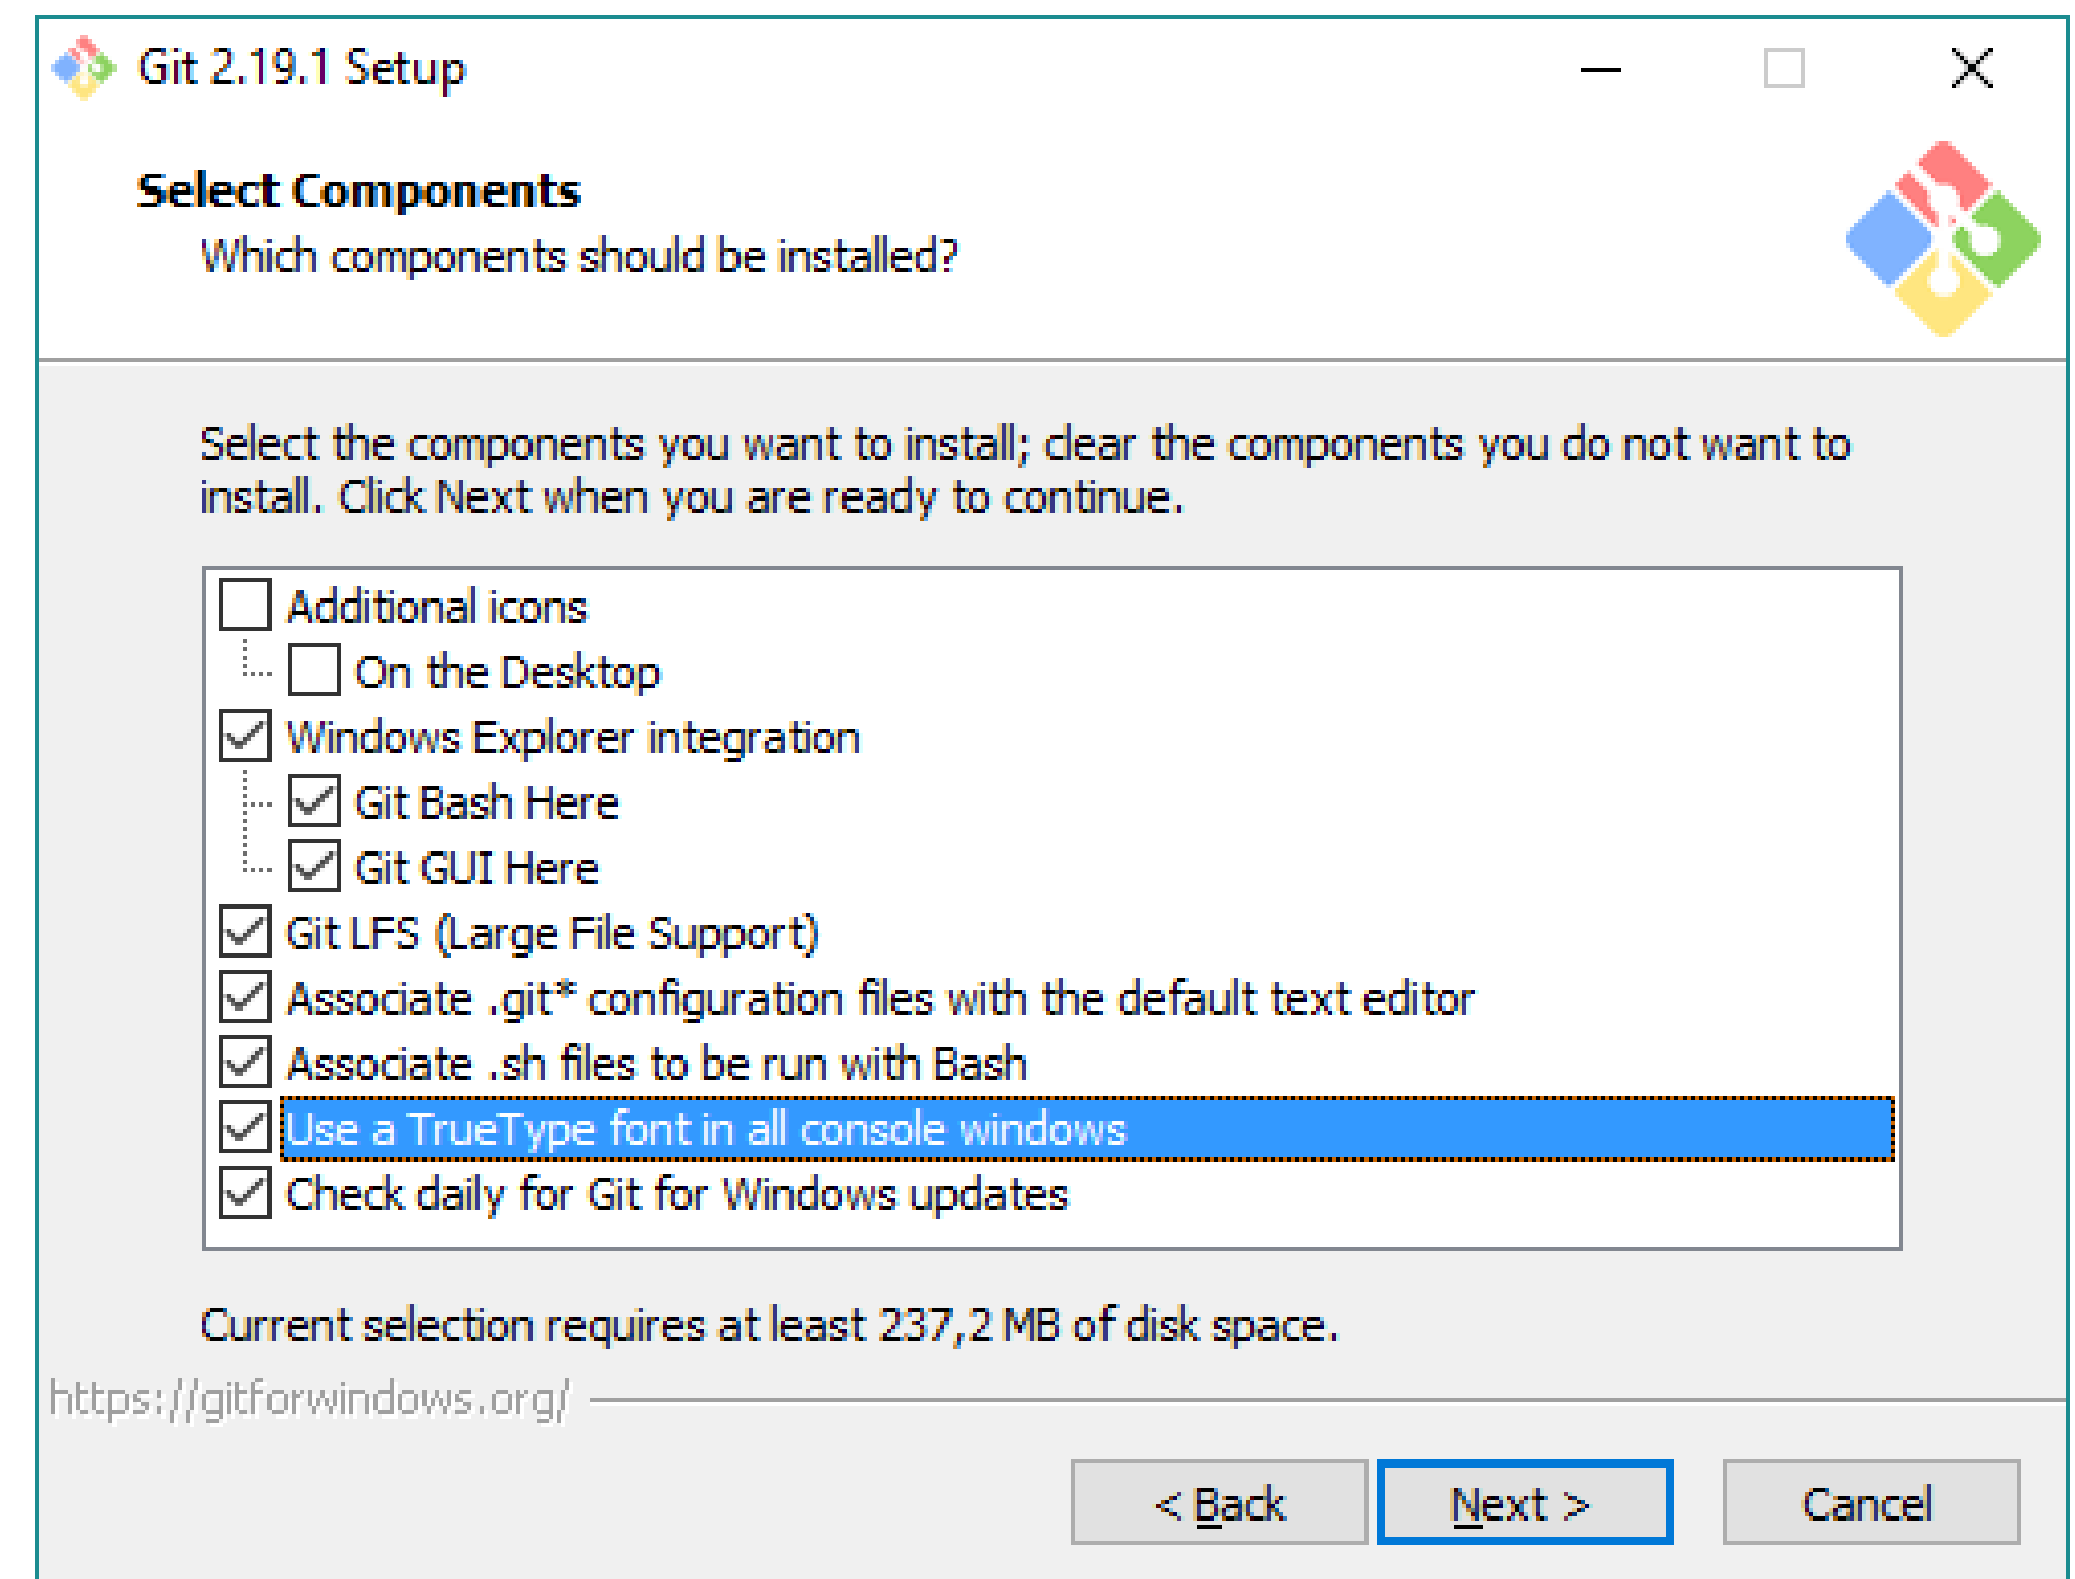 Git 2.19.1 Setup
Select Components
Which components should be installed?
Select the components you want to install; clear the components you do not want to
install. Click Next when you are ready to continue.
Additional icons
On the Desktop
Windows Explorer integration
Git Bash Here
Git GUI Here
Git LFS (Large File Support)
Associate .git* configuration files with the default text editor
Associate .sh files to be run with Bash
Use a TrueType font in all console windows
Check daily for Git for Windows updates
Current selection requires at least 237,2 MB of disk space.
https://gitforwindows.org/
< Back Next > Cancel